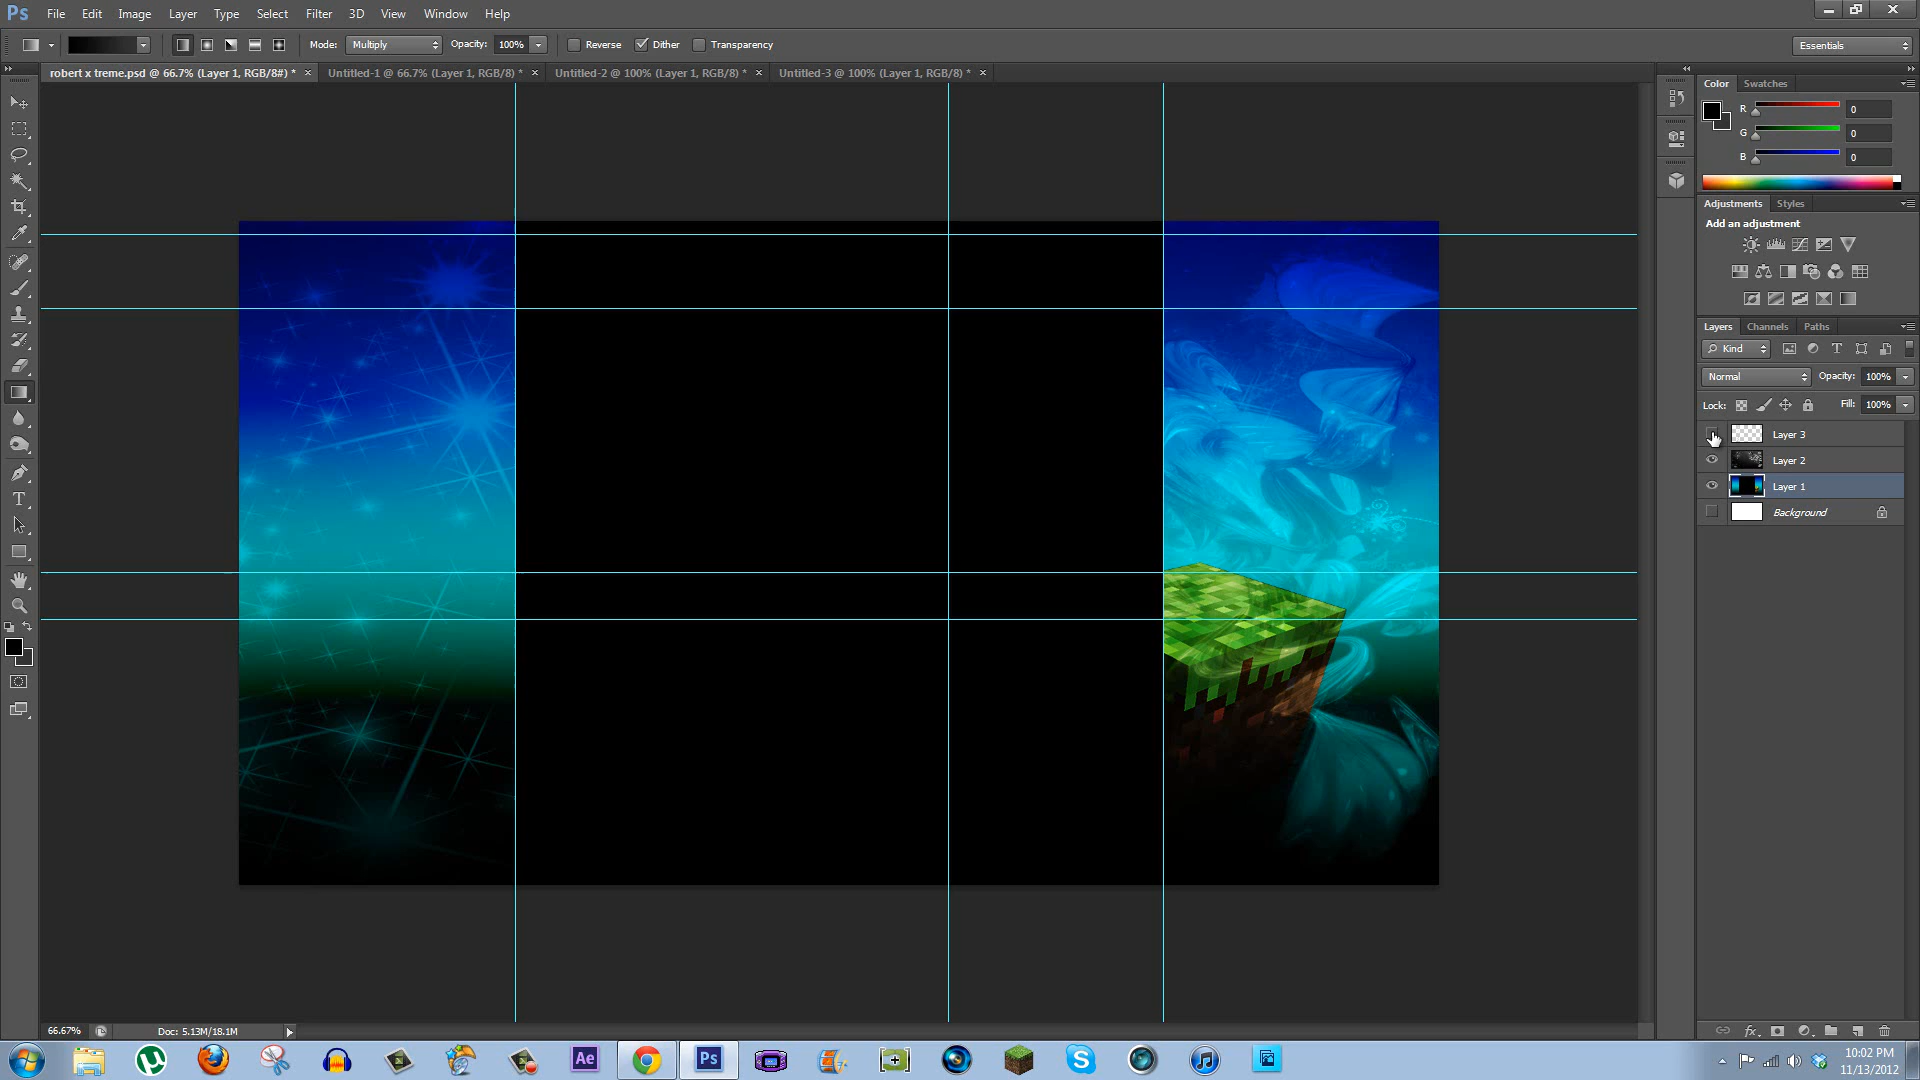 Ps File Edit Image Layer Type Select Filter 3D View Window Help
Mode: Multiply Opacity: 100% Reverse Dither Transparency Essentials
robert x treme.psd @ 66.7% (Layer 1, RGB/8#) * × Untitled-1 @ 66.7% (Layer 1, RGB/8) * × Untitled-2 @ 100% (Layer 1, RGB/8) * × Untitled-3 @ 100% (Layer 1, RGB/8) * ×
Color Swatches
R 0
G 0
B 0
Adjustments Styles
Add an adjustment
Layers Channels Paths
Kind
Normal Opacity: 100%
Lock: Fill: 100%
Layer 3
Layer 2
Layer 1
Background
66.67% Doc: 5.13M/18.1M
fx
Ae Ps
10:02 PM
11/13/2012